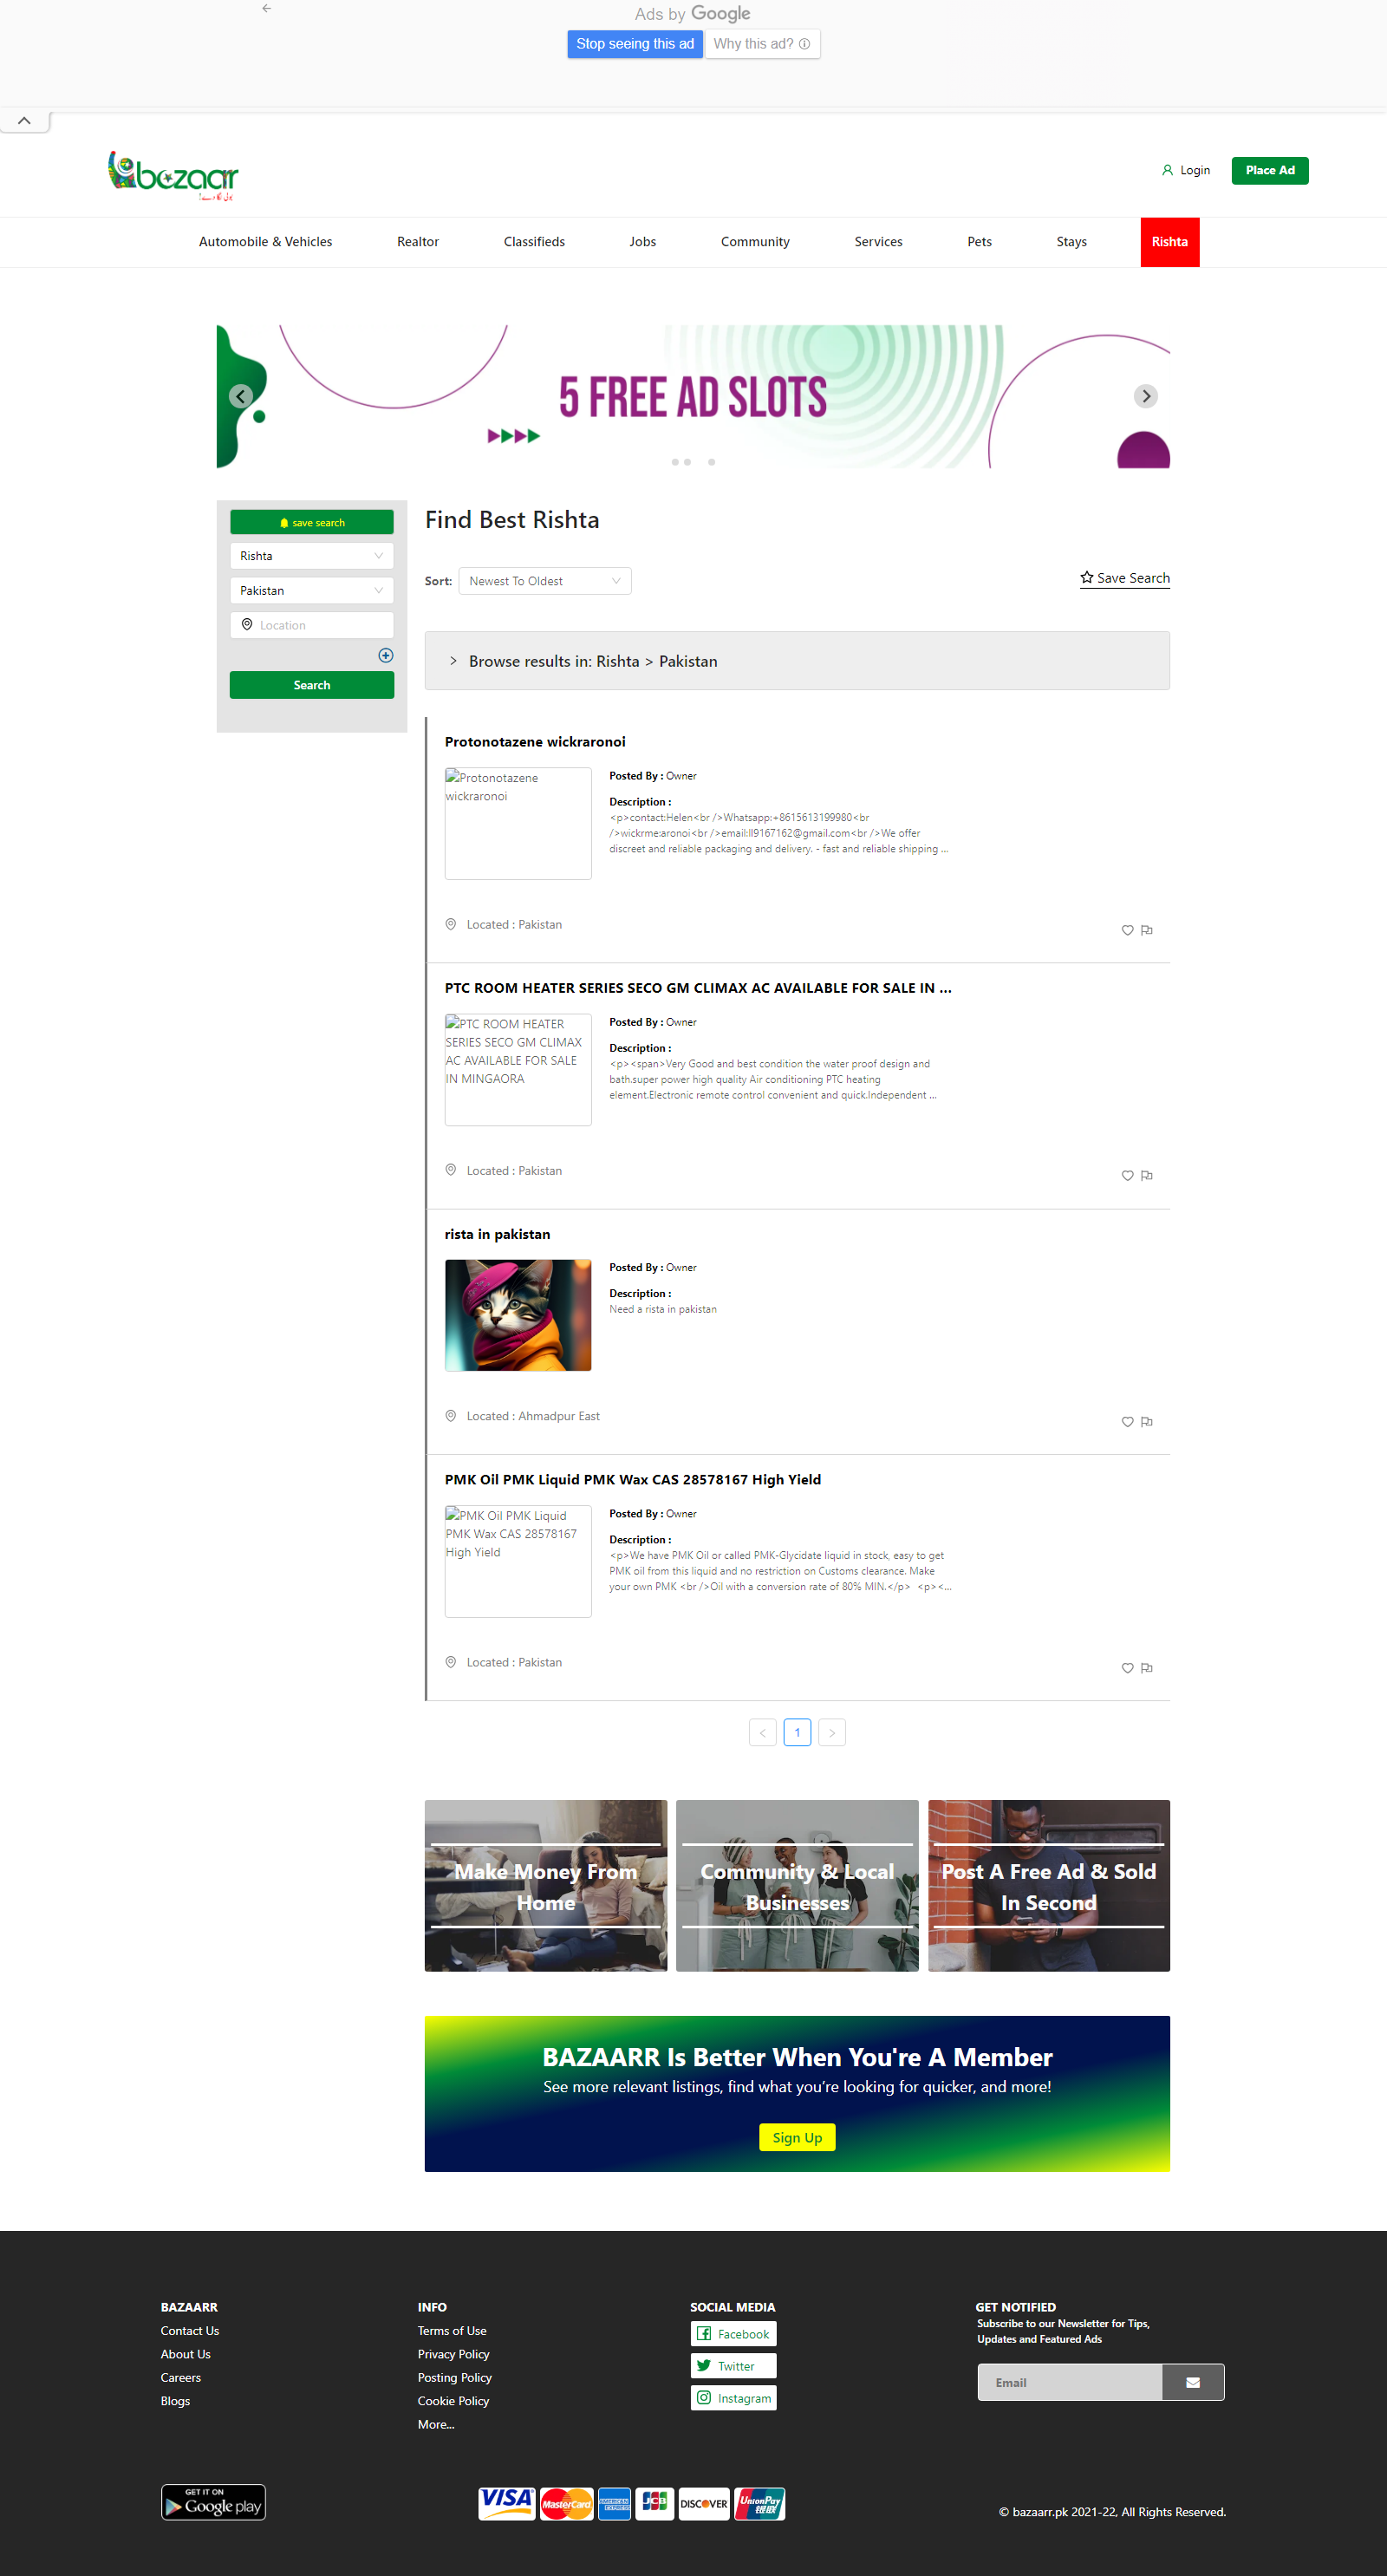 Ads by Google
Stop seeing this ad
Why this ad?
bazaar
بولی لگا دے!
Login
Place Ad
Automobile & Vehicles
Realtor
Classifieds
Jobs
Community
Services
Pets
Stays
Rishta
5 FREE AD SLOTS
save search
Rishta
Pakistan
Location
Search
Find Best Rishta
Sort:
Newest To Oldest
Save Search
Browse results in: Rishta > Pakistan
Protonotazene wickraronoi
Protonotazene
wickraronoi
Posted By : Owner
Description :
<p>contact:Helen<br />Whatsapp:+8615613199980<br
/>wickrme:aronoi<br />email:ll9167162@gmail.com<br />We offer
discreet and reliable packaging and delivery. - fast and reliable shipping ...
Located : Pakistan
PTC ROOM HEATER SERIES SECO GM CLIMAX AC AVAILABLE FOR SALE IN ...
PTC ROOM HEATER
SERIES SECO GM CLIMAX
AC AVAILABLE FOR SALE
IN MINGAORA
Posted By : Owner
Description :
<p><span>Very Good and best condition the water proof design and
bath.super power high quality Air conditioning PTC heating
element.Electronic remote control convenient and quick.Independent ...
Located : Pakistan
rista in pakistan
Posted By : Owner
Description :
Need a rista in pakistan
Located : Ahmadpur East
PMK Oil PMK Liquid PMK Wax CAS 28578167 High Yield
PMK Oil PMK Liquid
PMK Wax CAS 28578167
High Yield
Posted By : Owner
Description :
<p>We have PMK Oil or called PMK-Glycidate liquid in stock, easy to get
PMK oil from this liquid and no restriction on Customs clearance. Make
your own PMK <br />Oil with a conversion rate of 80% MIN.</p> <p><...
Located : Pakistan
1
Make Money From
Home
Community & Local
Businesses
Post A Free Ad & Sold
In Second
BAZAARR Is Better When You're A Member
See more relevant listings, find what you're looking for quicker, and more!
Sign Up
BAZAARR
Contact Us
About Us
Careers
Blogs
INFO
Terms of Use
Privacy Policy
Posting Policy
Cookie Policy
More...
SOCIAL MEDIA
Facebook
Twitter
Instagram
GET NOTIFIED
Subscribe to our Newsletter for Tips,
Updates and Featured Ads
Email
GET IT ON
Google play
VISA
MasterCard
AMERICAN EXPRESS
JCB
DISCOVER
UnionPay
银联
© bazaarr.pk 2021-22, All Rights Reserved.